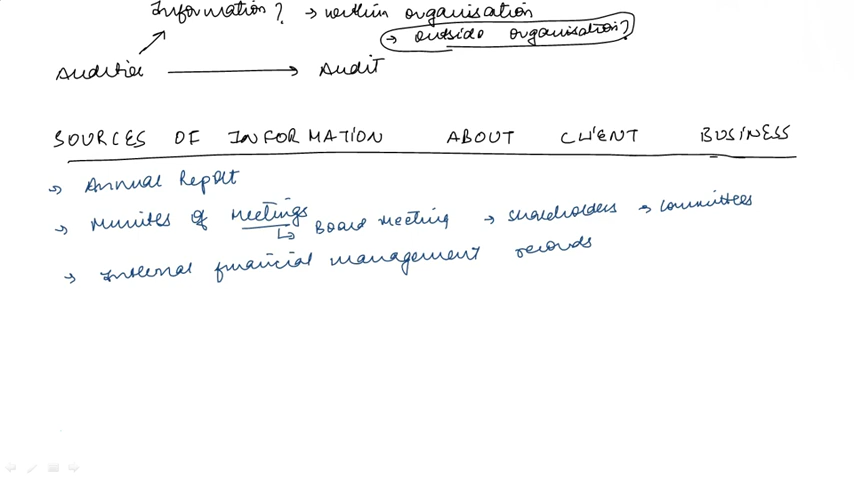 Information? → within organisation
→ outside organisation?
Auditor → Audit
SOURCES OF INFORMATION ABOUT CLIENT BUSINESS
→ Annual Report
→ Minutes of Meetings
↳ Board Meeting → shareholders → committees
→ Internal financial management records